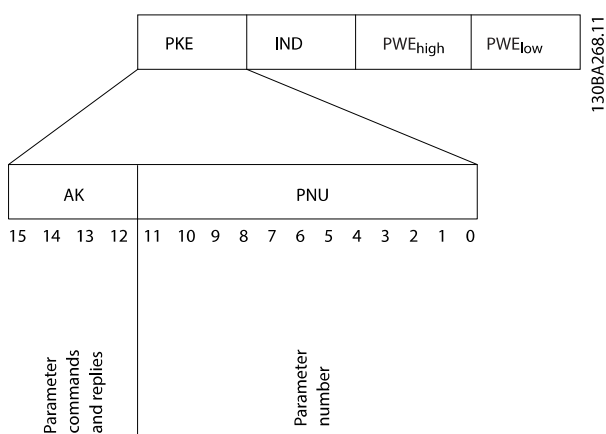 PKE IND PWEhigh PWElow
130BA268.11
AK PNU
15 14 13 12 11 10 9 8 7 6 5 4 3 2 1 0
Parameter
commands
and replies
Parameter
number